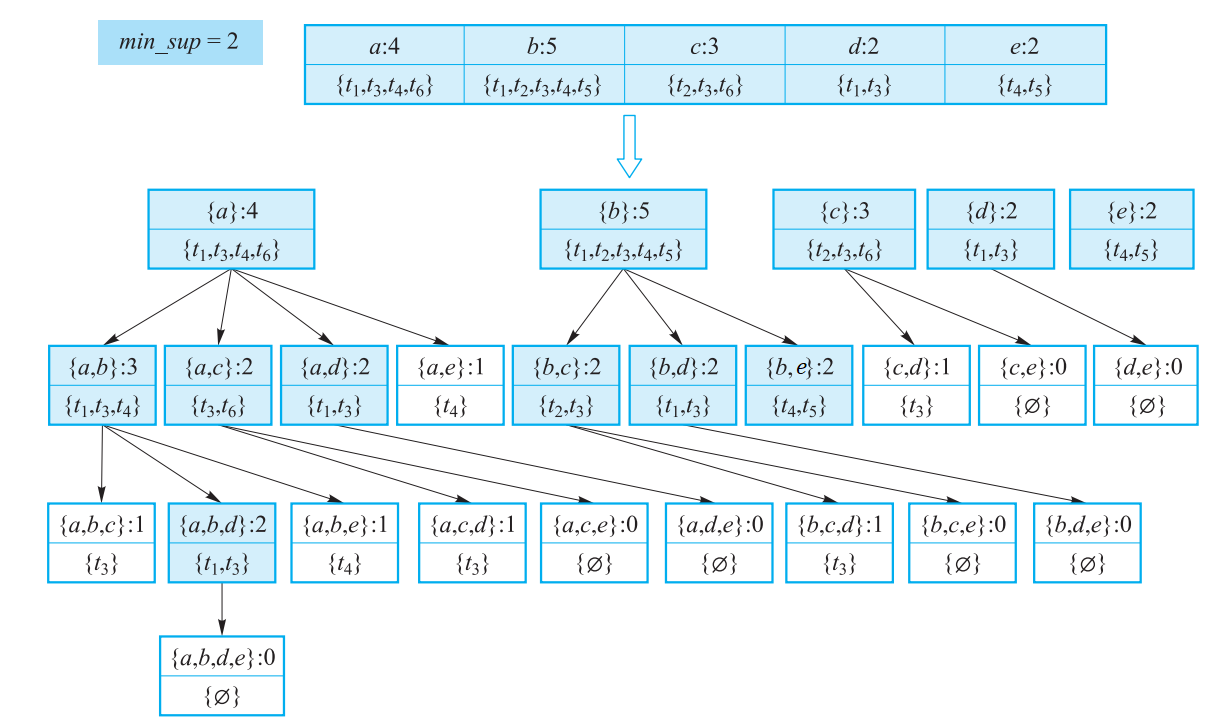 min_sup = 2
a:4 b:5 c:3 d:2 e:2
{t₁,t₃,t₄,t₆} {t₁,t₂,t₃,t₄,t₅} {t₂,t₃,t₆} {t₁,t₃} {t₄,t₅}
{a}:4 {b}:5 {c}:3 {d}:2 {e}:2
{t₁,t₃,t₄,t₆} {t₁,t₂,t₃,t₄,t₅} {t₂,t₃,t₆} {t₁,t₃} {t₄,t₅}
{a,b}:3 {a,c}:2 {a,d}:2 {a,e}:1 {b,c}:2 {b,d}:2 {b,e}:2 {c,d}:1 {c,e}:0 {d,e}:0
{t₁,t₃,t₄} {t₃,t₆} {t₁,t₃} {t₄} {t₂,t₃} {t₁,t₃} {t₄,t₅} {t₃} {∅} {∅}
{a,b,c}:1 {a,b,d}:2 {a,b,e}:1 {a,c,d}:1 {a,c,e}:0 {a,d,e}:0 {b,c,d}:1 {b,c,e}:0 {b,d,e}:0
{t₃} {t₁,t₃} {t₄} {t₃} {∅} {∅} {t₃} {∅} {∅}
{a,b,d,e}:0
{∅}